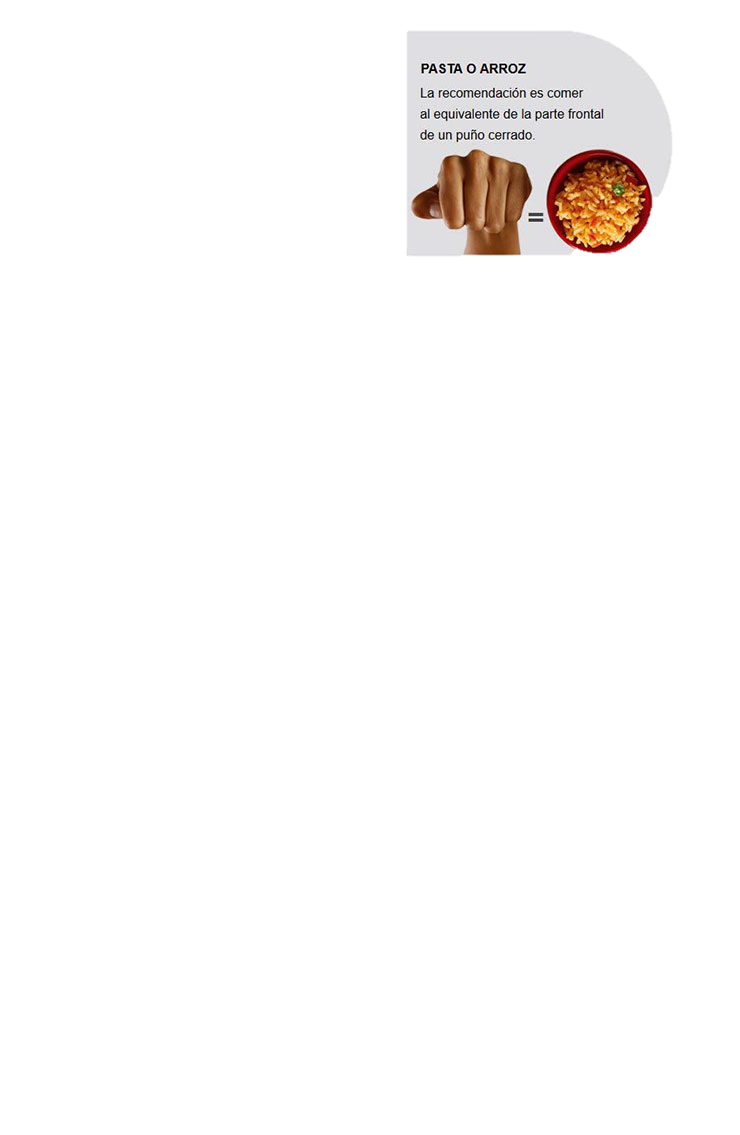 PASTA O ARROZ
La recomendación es comer
al equivalente de la parte frontal
de un puño cerrado.
=